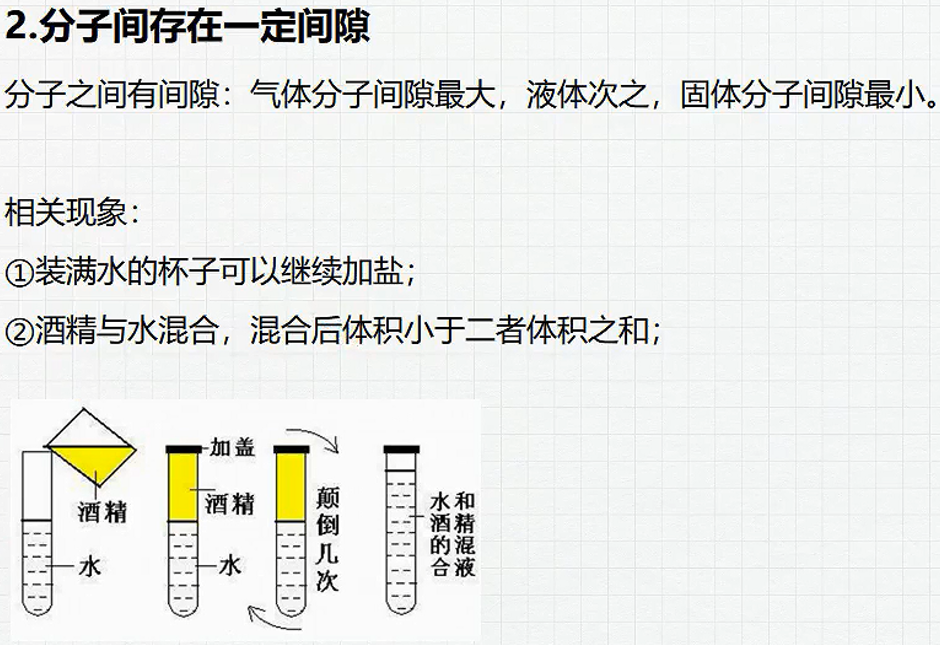 2.分子间存在一定间隙
分子之间有间隙：气体分子间隙最大，液体次之，固体分子间隙最小。
相关现象：
①装满水的杯子可以继续加盐；
②酒精与水混合，混合后体积小于二者体积之和；
酒精
水
加盖
酒精
水
颠倒几次
水和
酒精
的混
合液